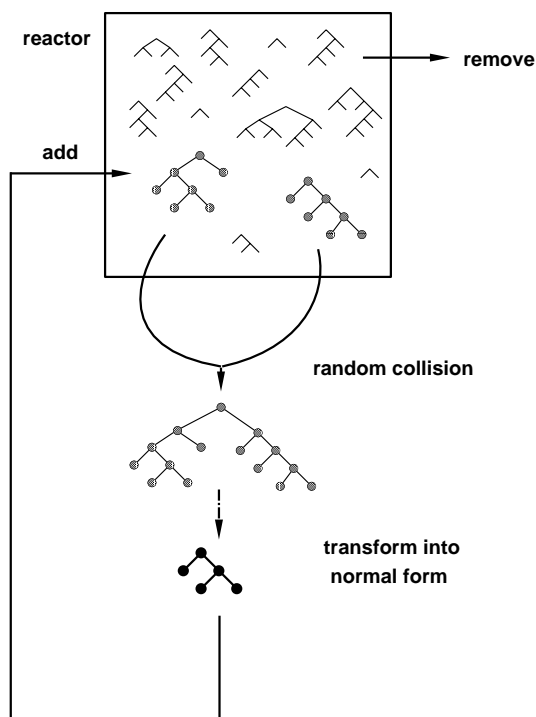 reactor
remove
add
random collision
transform into
normal form